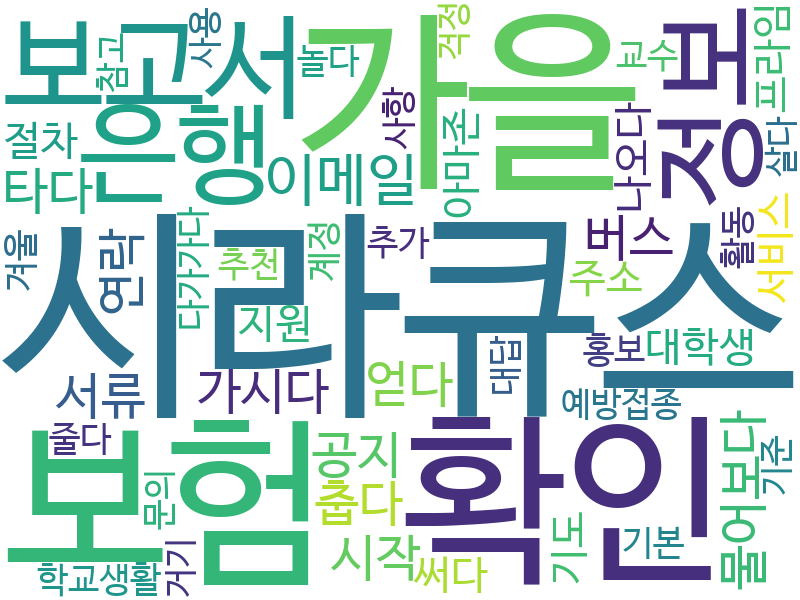 보고서
가을
정보
은행
이메일
절차
타다
참고
사용
놀다
걱정
사항
아마존
교수
나오다
프라임
살다
시라큐스
겨울
연락
다가가다
추천
계정
지원
추가
버스
주소
활동
서비스
서류
가시다
얻다
대답
홍보
대학생
예방접종
보험
확인
줄다
문의
공지
춥다
시작
써다
거기
학교생활
기도
기본
물어보다
기준